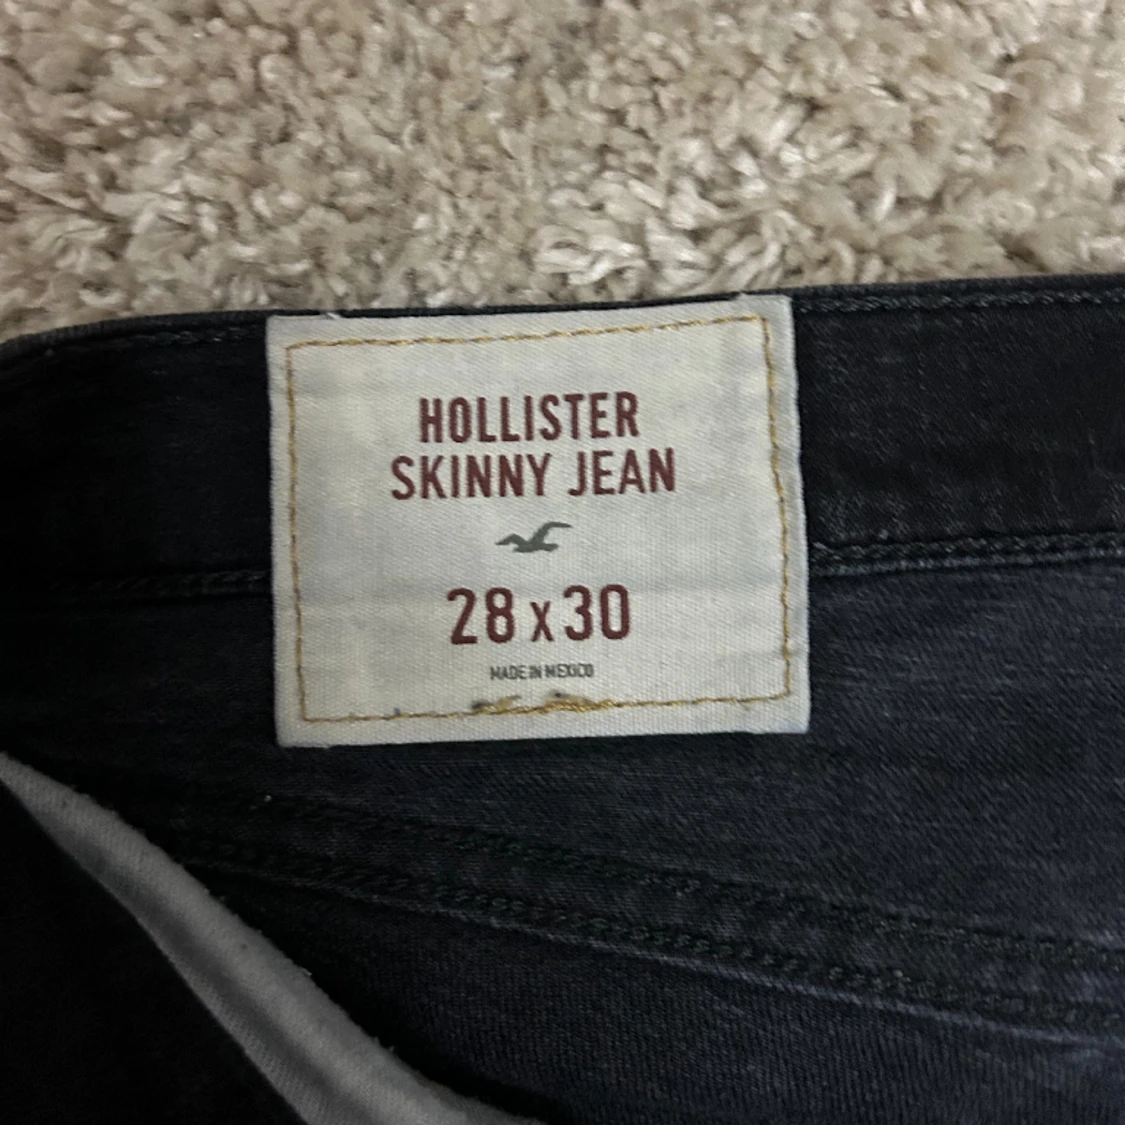 HOLLISTER
SKINNY JEAN
28 x 30
MADE IN MEXICO